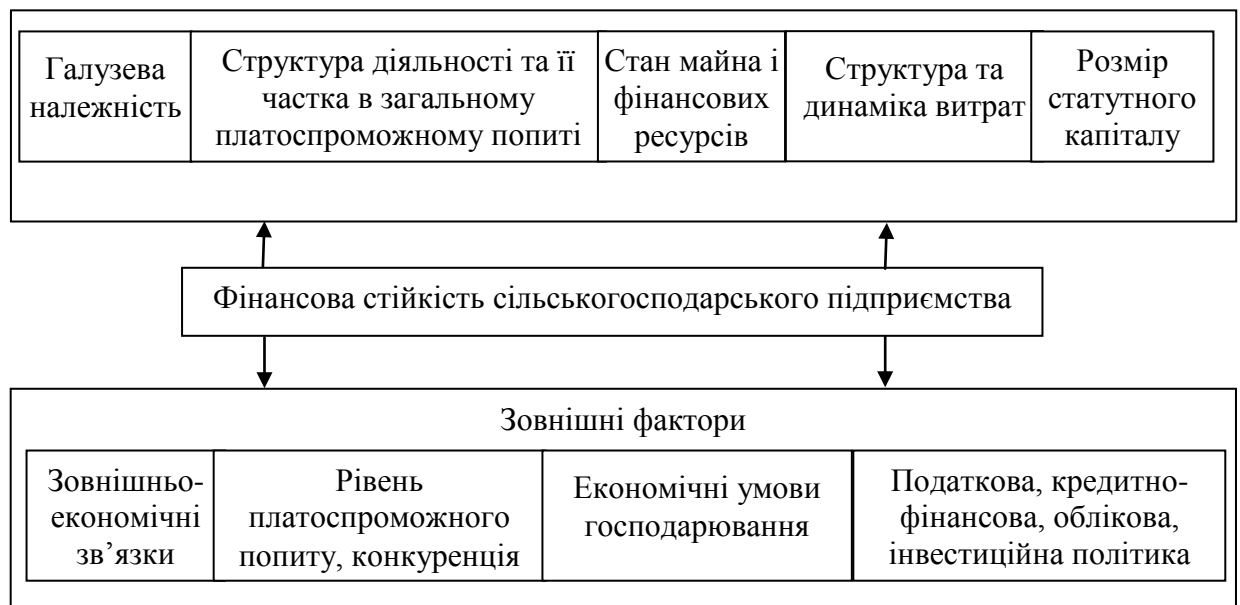 Галузева
належність
Структура діяльності та її
частка в загальному
платоспроможному попиті
Стан майна і
фінансових
ресурсів
Структура та
динаміка витрат
Розмір
статутного
капіталу
Фінансова стійкість сільськогосподарського підприємства
Зовнішні фактори
Зовнішньо-
економічні
зв’язки
Рівень
платоспроможного
попиту, конкуренція
Економічні умови
господарювання
Податкова, кредитно-
фінансова, облікова,
інвестиційна політика